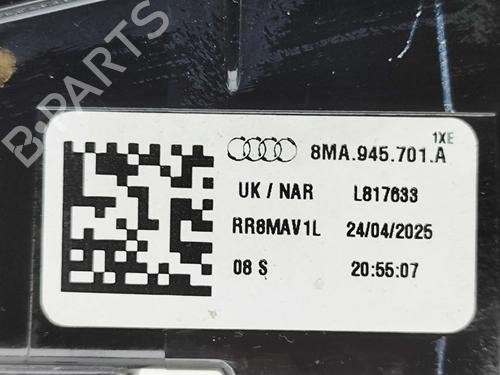 B-PARTS
1XE
8MA.945.701.A
UK / NAR L817633
RR8MAV1L 24/04/2025
08 S 20:55:07